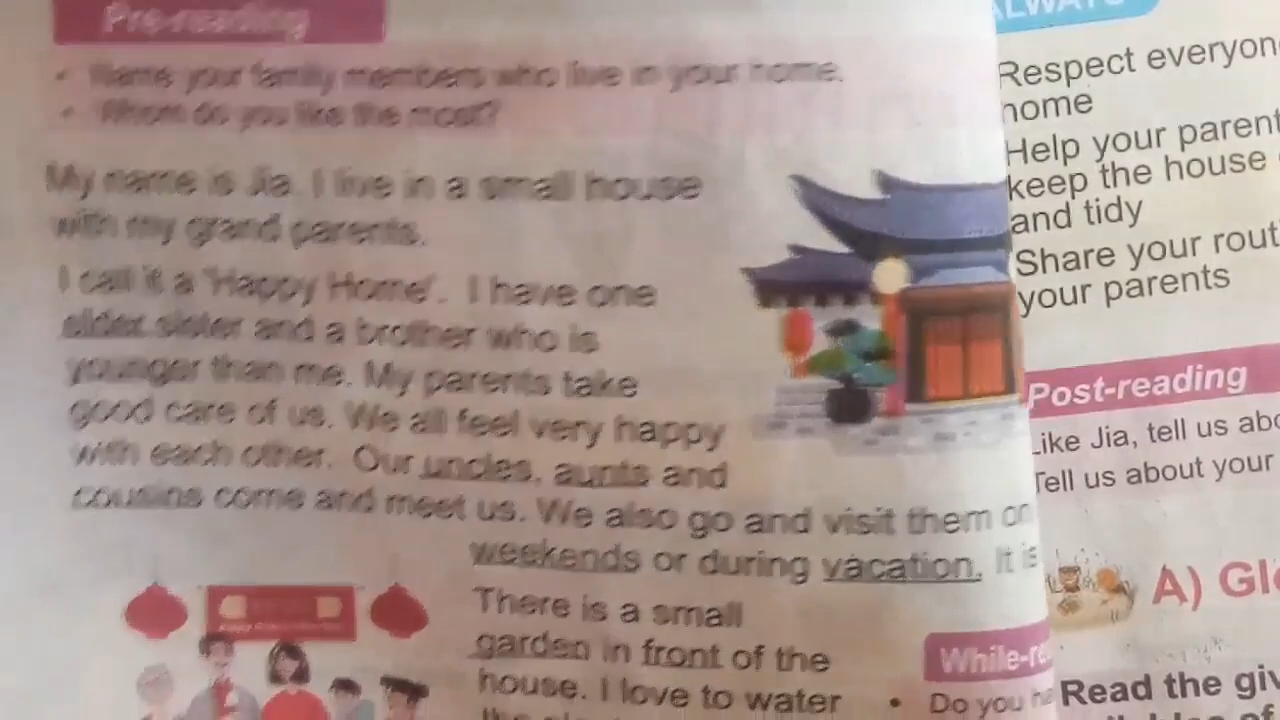 Pre-reading
• Name your family members who live in your home.
• Whom do you like the most?
My name is Jia. I live in a small house
with my grand parents.
I call it a 'Happy Home'. I have one
elder sister and a brother who is
younger than me. My parents take
good care of us. We all feel very happy
with each other. Our uncles, aunts and
cousins come and meet us. We also go and visit them on
weekends or during vacation. It is
There is a small
garden in front of the
house. I love to water
While-re
• Do you
ALWAYS
Respect everyon
home
Help your parent
keep the house
and tidy
Share your rout
your parents
Post-reading
Like Jia, tell us abo
Tell us about your
A) Glo
Read the giv